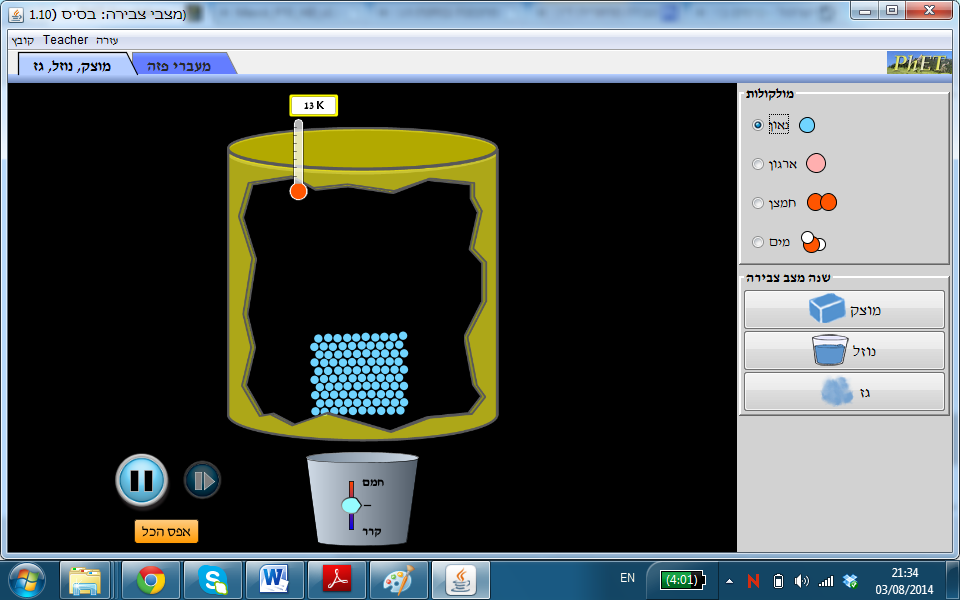 (מצבי צבירה: בסיס (1.10
קובץ Teacher עזרה
מוצק, נוזל, גז
מעברי פזה
PhET
13 K
מולקולות
נאון
ארגון
חמצן
מים
שנה מצב צבירה
מוצק
נוזל
גז
חמם
קרר
אפס הכל
EN
(4:01)
21:34
03/08/2014